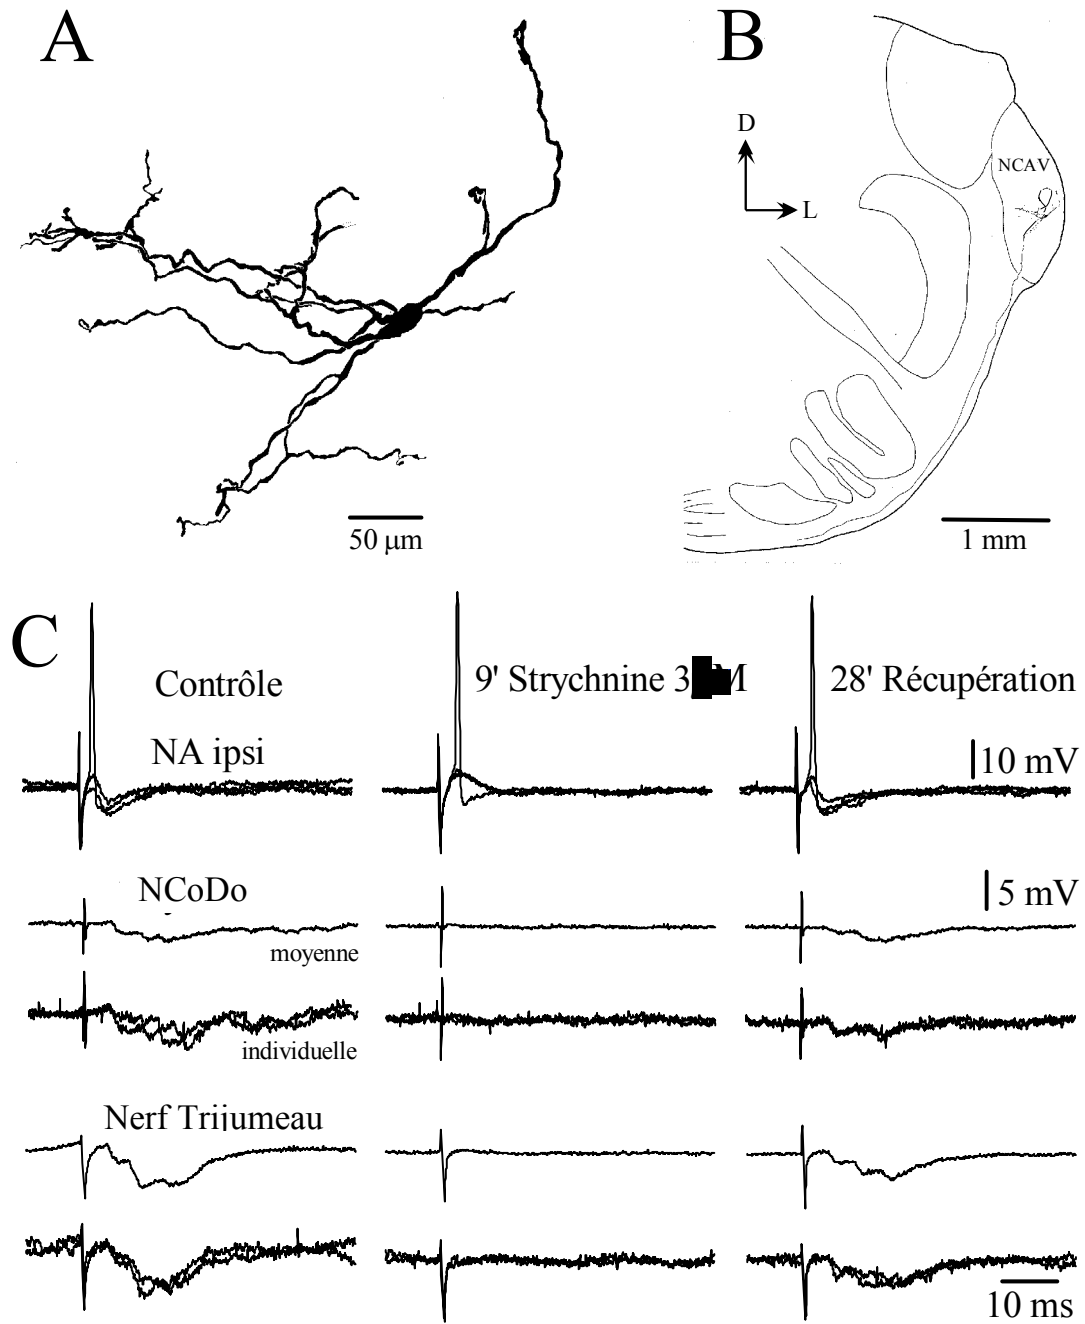 A
B
D
NCAV
L
50 µm
1 mm
C
Contrôle
9' Strychnine 3
28' Récupération
NA ipsi
10 mV
NCoDo
5 mV
moyenne
individuelle
Nerf Trijumeau
10 ms